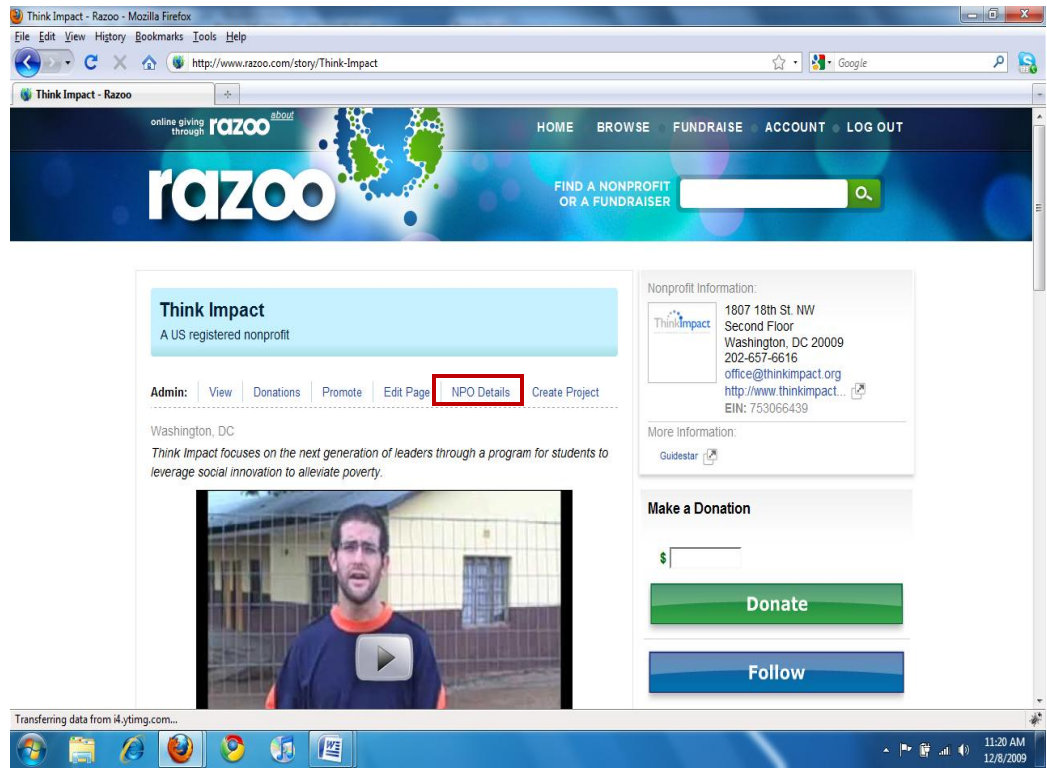 Think Impact - Razoo - Mozilla Firefox
File Edit View History Bookmarks Tools Help
http://www.razoo.com/story/Think-Impact
Google
Think Impact - Razoo
online giving through razoo about
HOME BROWSE FUNDRAISE ACCOUNT LOG OUT
razoo
FIND A NONPROFIT
OR A FUNDRAISER
Think Impact
A US registered nonprofit
Admin: View Donations Promote Edit Page NPO Details Create Project
Washington, DC
Think Impact focuses on the next generation of leaders through a program for students to
leverage social innovation to alleviate poverty.
Nonprofit Information:
Thinkimpact
1807 18th St. NW
Second Floor
Washington, DC 20009
202-657-6616
office@thinkimpact.org
http://www.thinkimpact...
EIN: 753066439
More Information:
Guidestar
Make a Donation
$
Donate
Follow
Transferring data from i4.ytimg.com...
11:20 AM
12/8/2009